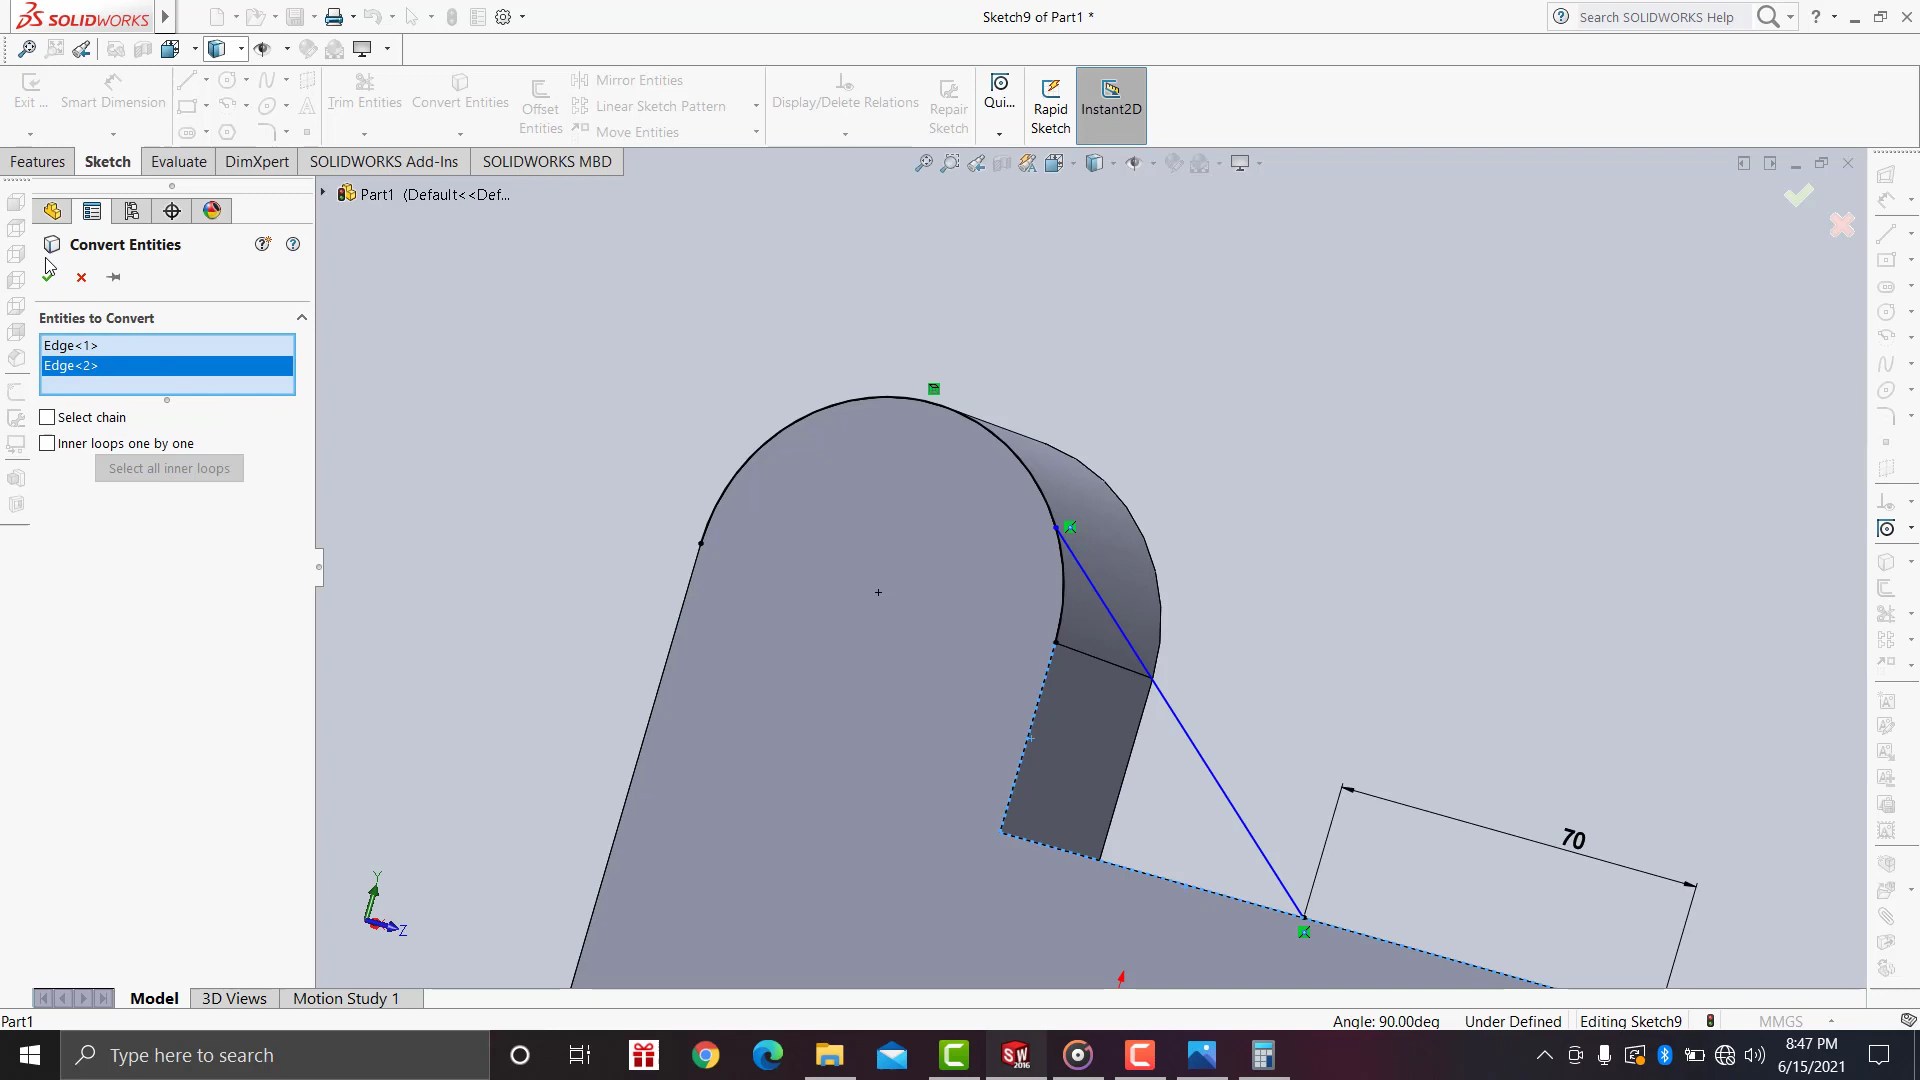 SOLIDWORKS
Sketch9 of Part1 *
Search SOLIDWORKS Help
Exit ...
Smart Dimension
Trim Entities
Convert Entities
Offset
Entities
Mirror Entities
Linear Sketch Pattern
Move Entities
Display/Delete Relations
Repair
Sketch
Qui...
Rapid
Sketch
Instant2D
Features
Sketch
Evaluate
DimXpert
SOLIDWORKS Add-Ins
SOLIDWORKS MBD
Part1 (Default<<Def...
Convert Entities
Entities to Convert
Edge<1>
Edge<2>
Select chain
Inner loops one by one
Select all inner loops
70
Y
Z
Model
3D Views
Motion Study 1
Part1
Angle: 90.00deg
Under Defined
Editing Sketch9
MMGS
Type here to search
SW
2016
8:47 PM
6/15/2021